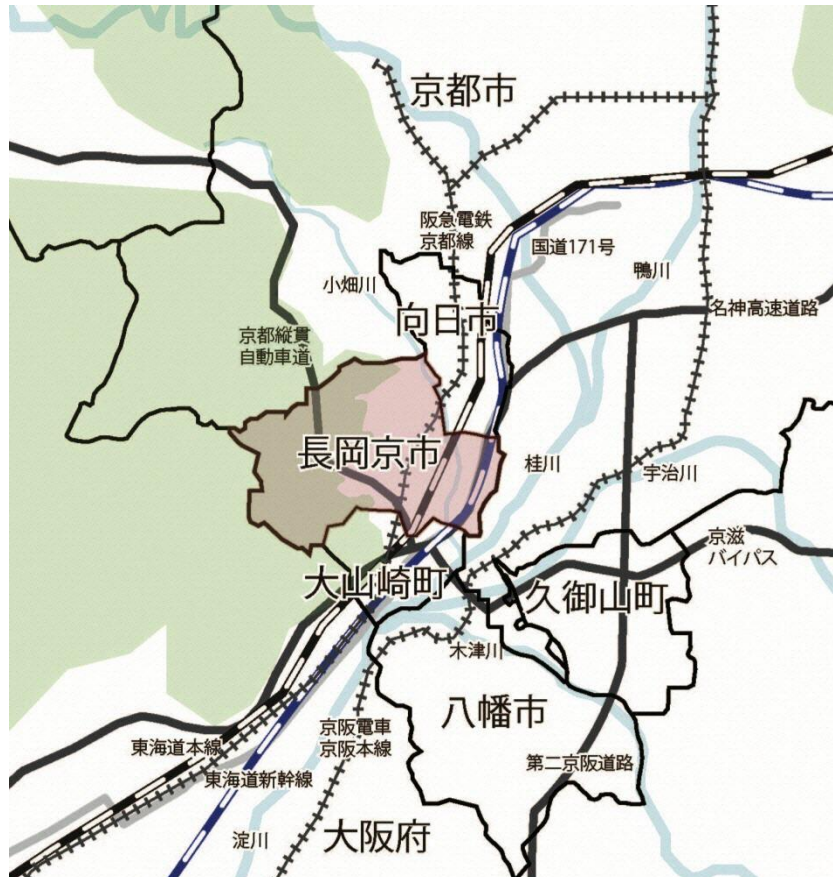 京都市
阪急電鉄
京都線
国道171号
鴨川
小畑川
向日市
名神高速道路
京都縦貫
自動車道
長岡京市
桂川
宇治川
京滋
バイパス
大山崎町
久御山町
木津川
八幡市
京阪電車
京阪本線
東海道本線
東海道新幹線
第二京阪道路
淀川
大阪府